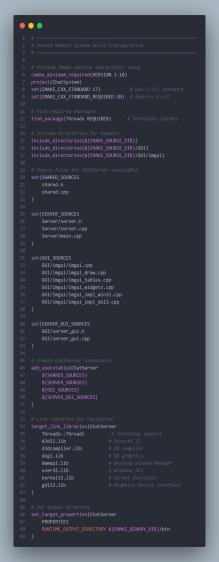 # Shared Memory System Build Configuration
# Minimum CMake version and project setup
cmake_minimum_required(VERSION 3.10)
project(ChatSystem)
set(CMAKE_CXX_STANDARD 17) # Use C++17 standard
set(CMAKE_CXX_STANDARD_REQUIRED ON) # Require C++17
# Find required packages
find_package(Threads REQUIRED) # Threading library
# Include directories for headers
include_directories(${CMAKE_SOURCE_DIR})
include_directories(${CMAKE_SOURCE_DIR}/GUI)
include_directories(${CMAKE_SOURCE_DIR}/GUI/imgui)
# Source files for ChatServer executable
set(SHARED_SOURCES
shared.h
shared.cpp
)
set(SERVER_SOURCES
Server/server.h
Server/server.cpp
Server/main.cpp
)
set(GUI_SOURCES
GUI/imgui/imgui.cpp
GUI/imgui/imgui_draw.cpp
GUI/imgui/imgui_tables.cpp
GUI/imgui/imgui_widgets.cpp
GUI/imgui/imgui_impl_win32.cpp
GUI/imgui/imgui_impl_dx11.cpp
)
set(SERVER_GUI_SOURCES
GUI/server_gui.h
GUI/server_gui.cpp
)
# Create ChatServer executable
add_executable(ChatServer
${SHARED_SOURCES}
${SERVER_SOURCES}
${GUI_SOURCES}
${SERVER_GUI_SOURCES}
)
# Link libraries for ChatServer
target_link_libraries(ChatServer
Threads::Threads # Threading support
d3d11.lib # DirectX 11
d3dcompiler.lib # DX compiler
dxgi.lib # DX graphics
dwmapi.lib # Desktop Window Manager
user32.lib # Windows API
kernel32.lib # Kernel functions
gdi32.lib # Graphics Device Interface
)
# Set output directory
set_target_properties(ChatServer
PROPERTIES
RUNTIME_OUTPUT_DIRECTORY ${CMAKE_BINARY_DIR}/bin
)